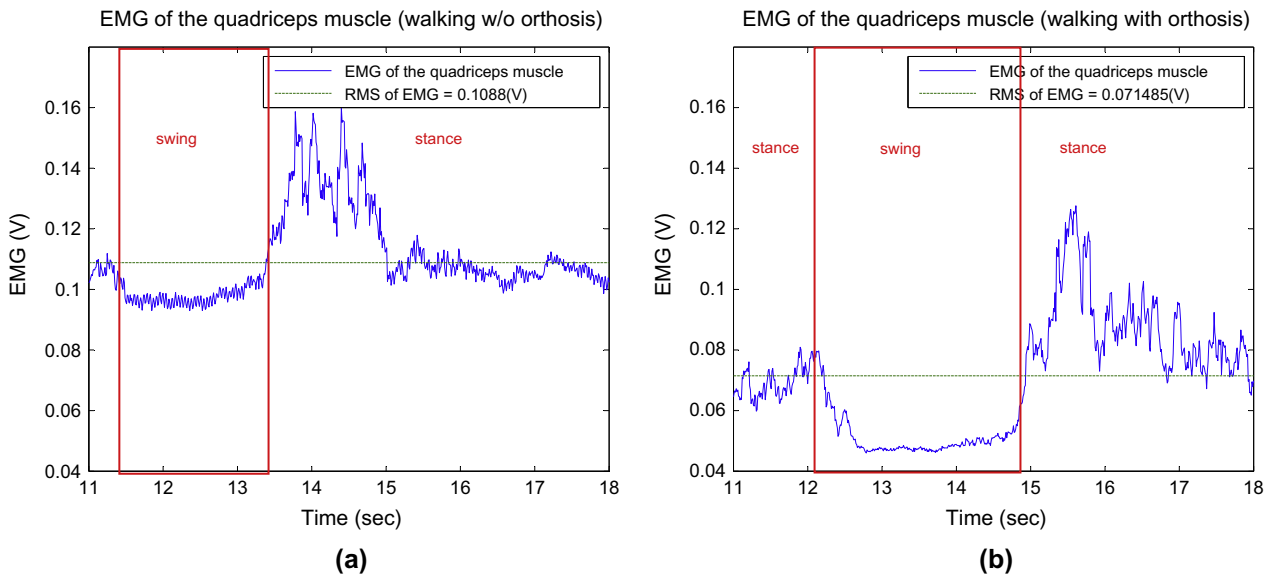 EMG of the quadriceps muscle (walking w/o orthosis)
EMG of the quadriceps muscle
RMS of EMG = 0.1088(V)
swing
stance
0.16
0.14
0.12
0.1
0.08
0.06
0.04
EMG (V)
11
12
13
14
15
16
17
18
Time (sec)
(a)
EMG of the quadriceps muscle (walking with orthosis)
EMG of the quadriceps muscle
RMS of EMG = 0.071485(V)
stance
swing
stance
0.16
0.14
0.12
0.1
0.08
0.06
0.04
EMG (V)
11
12
13
14
15
16
17
18
Time (sec)
(b)